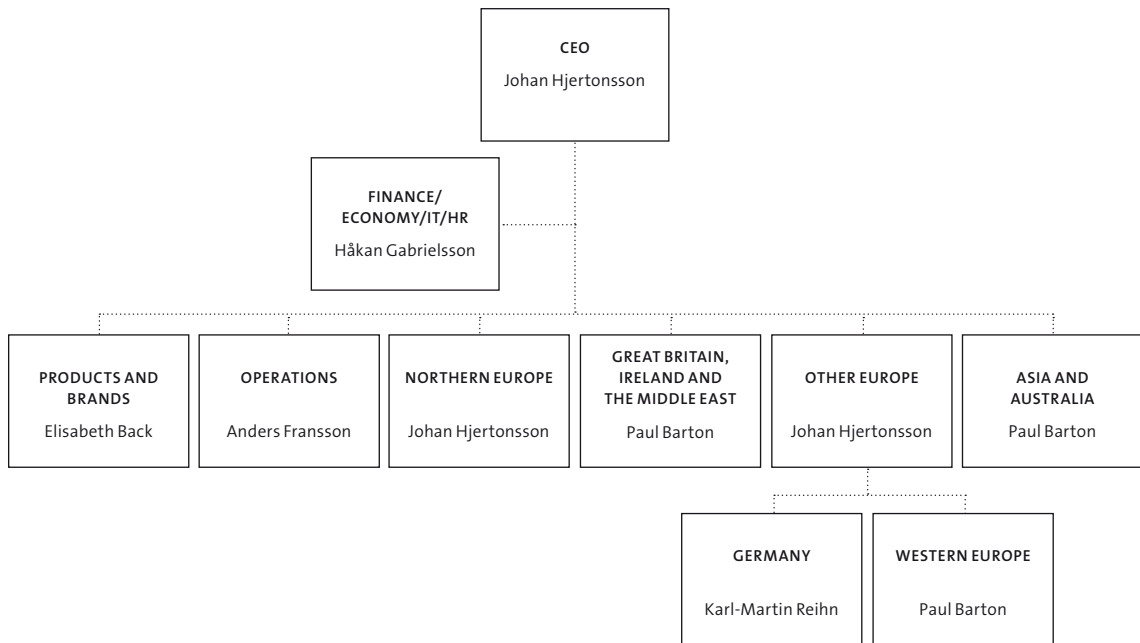 CEO
Johan Hjertonsson
FINANCE/
ECONOMY/IT/HR
Håkan Gabrielsson
PRODUCTS AND
BRANDS
Elisabeth Back
OPERATIONS
Anders Fransson
NORTHERN EUROPE
Johan Hjertonsson
GREAT BRITAIN,
IRELAND AND
THE MIDDLE EAST
Paul Barton
OTHER EUROPE
Johan Hjertonsson
ASIA AND
AUSTRALIA
Paul Barton
GERMANY
Karl-Martin Reihn
WESTERN EUROPE
Paul Barton